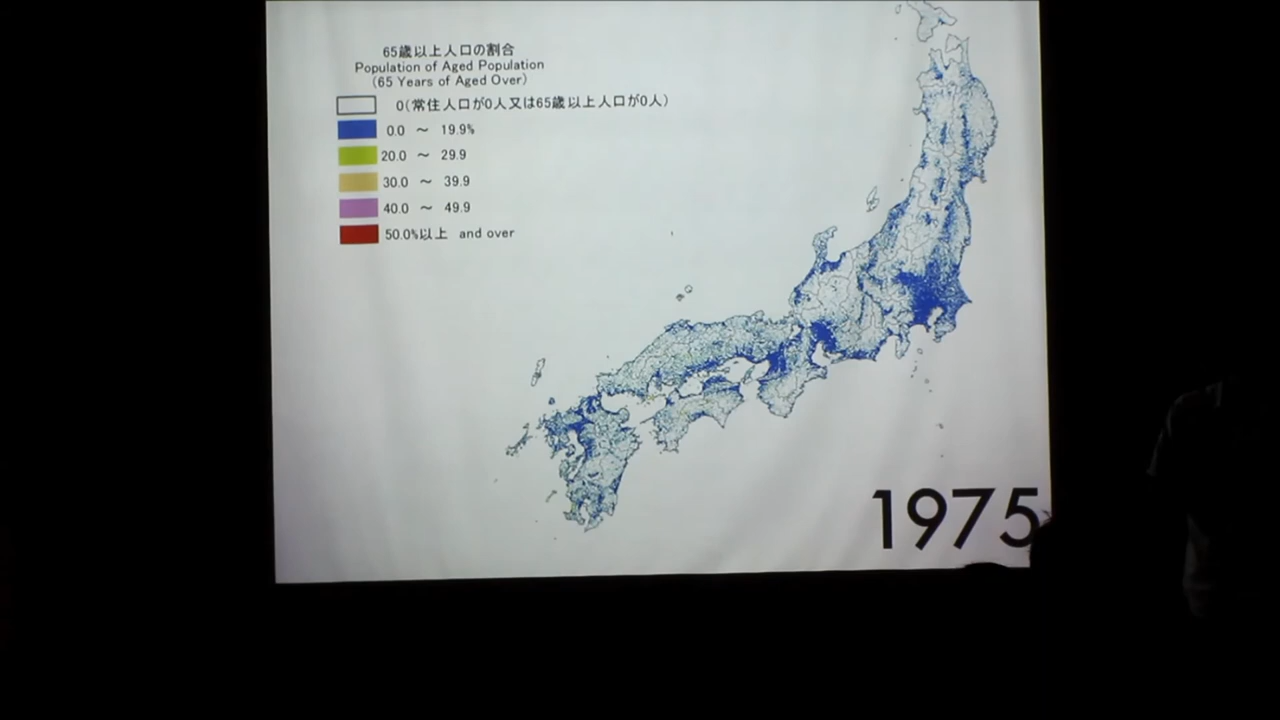 65歳以上人口の割合
Population of Aged Population
(65 Years of Aged Over)
0(常住人口が0人又は65歳以上人口が0人)
0.0 ～ 19.9%
20.0 ～ 29.9
30.0 ～ 39.9
40.0 ～ 49.9
50.0%以上 and over
1975